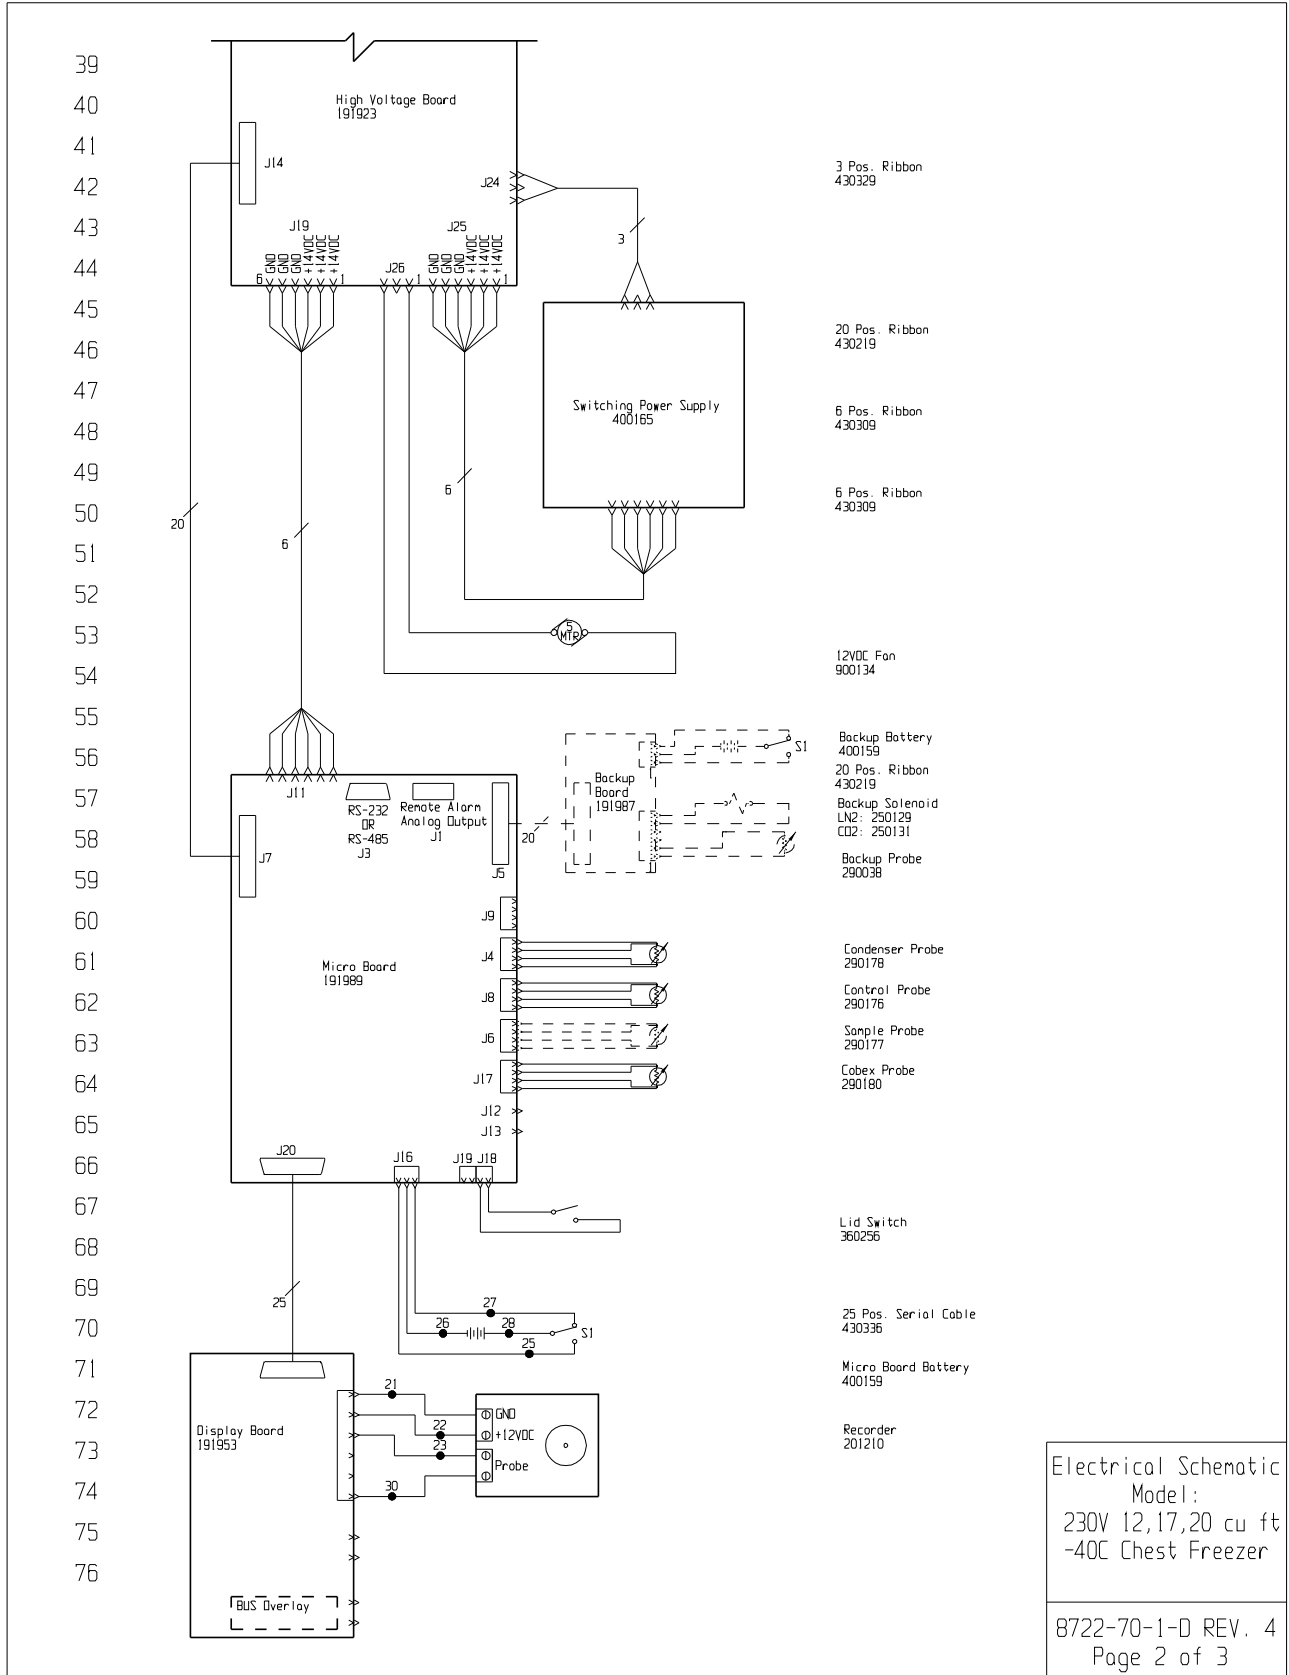 39
40
41
42
43
44
45
46
47
48
49
50
51
52
53
54
55
56
57
58
59
60
61
62
63
64
65
66
67
68
69
70
71
72
73
74
75
76
High Voltage Board
191923
J14
J24
J19
J25
GND
GND
GND
+14VDC
+14VDC
+14VDC
GND
GND
GND
+14VDC
+14VDC
+14VDC
6
1
J26
1
1
3
Switching Power Supply
400165
6
20
6
5
MTR
3 Pos. Ribbon
430329
20 Pos. Ribbon
430219
6 Pos. Ribbon
430309
6 Pos. Ribbon
430309
12VDC Fan
900134
Backup
Board
191987
S1
20
Backup Battery
400159
20 Pos. Ribbon
430219
Backup Solenoid
LN2: 250129
CO2: 250131
Backup Probe
290038
J11
RS-232
OR
RS-485
J3
Remote Alarm
Analog Output
J1
J7
J5
J9
J4
J8
J6
J17
J12
J13
Micro Board
191989
J20
J16
J19 J18
Condenser Probe
290178
Control Probe
290176
Sample Probe
290177
Cobex Probe
290180
Lid Switch
360256
25
27
26
28
25
S1
25 Pos. Serial Cable
430336
Micro Board Battery
400159
Display Board
191953
21
22
23
30
GND
+12VDC
Probe
Recorder
201210
BUS Overlay
Electrical Schematic
Model:
230V 12,17,20 cu ft
-40C Chest Freezer
8722-70-1-D REV. 4
Page 2 of 3